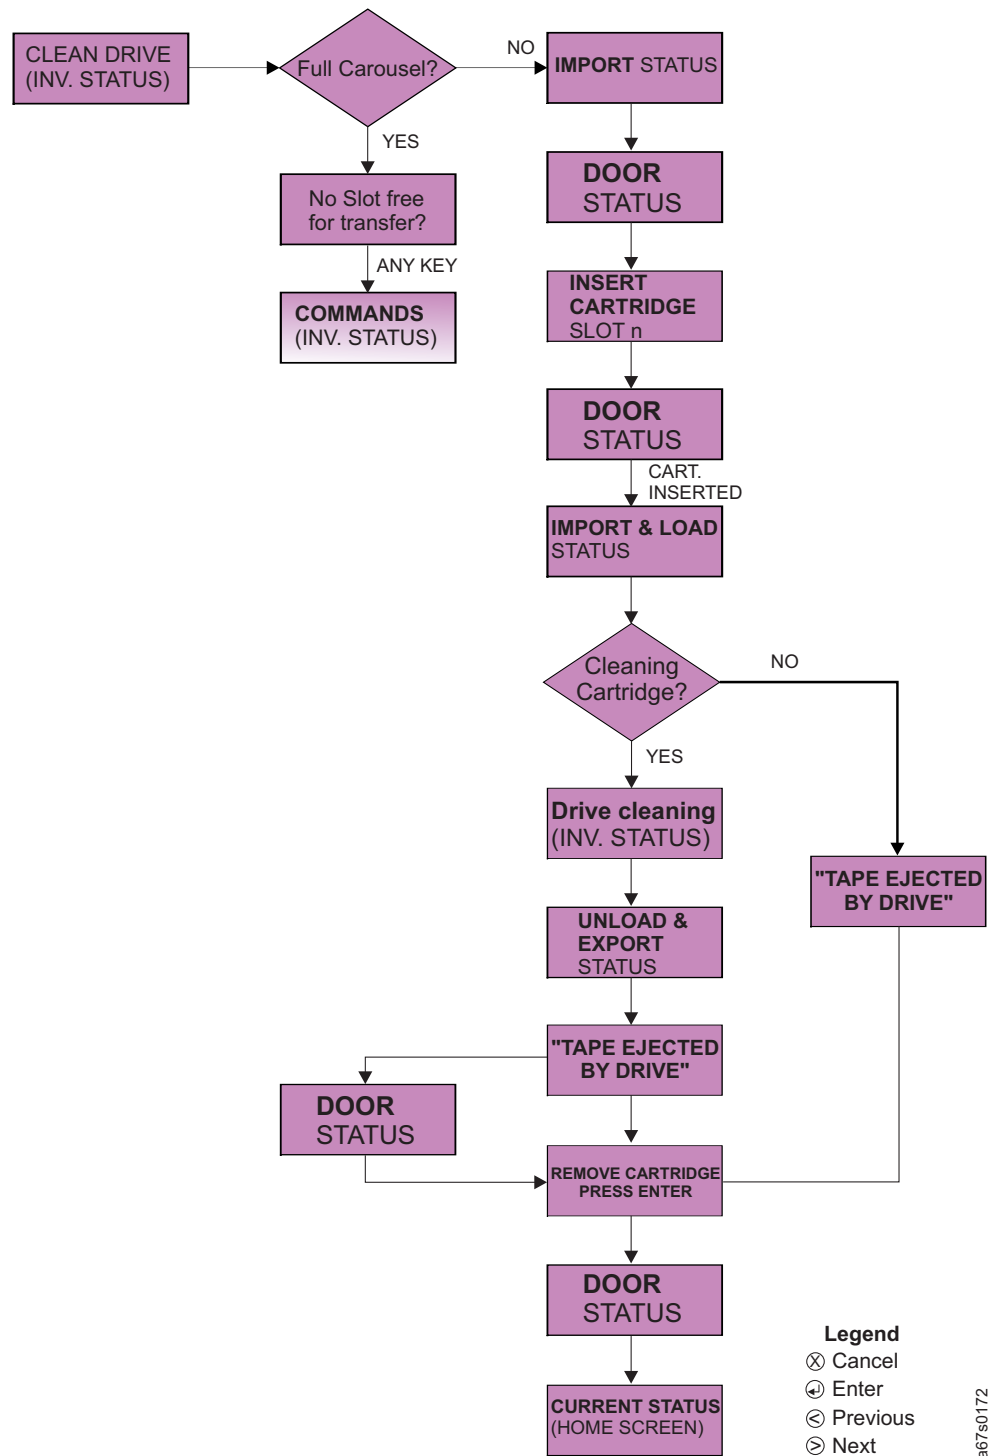 CLEAN DRIVE
(INV. STATUS)
Full Carousel?
NO
IMPORT STATUS
YES
No Slot free
for transfer?
ANY KEY
COMMANDS
(INV. STATUS)
DOOR
STATUS
INSERT
CARTRIDGE
SLOT n
DOOR
STATUS
CART.
INSERTED
IMPORT & LOAD
STATUS
Cleaning
Cartridge?
NO
YES
Drive cleaning
(INV. STATUS)
"TAPE EJECTED
BY DRIVE"
UNLOAD &
EXPORT
STATUS
"TAPE EJECTED
BY DRIVE"
DOOR
STATUS
REMOVE CARTRIDGE
PRESS ENTER
DOOR
STATUS
CURRENT STATUS
(HOME SCREEN)
Legend
Cancel
Enter
Previous
Next
a67s0172